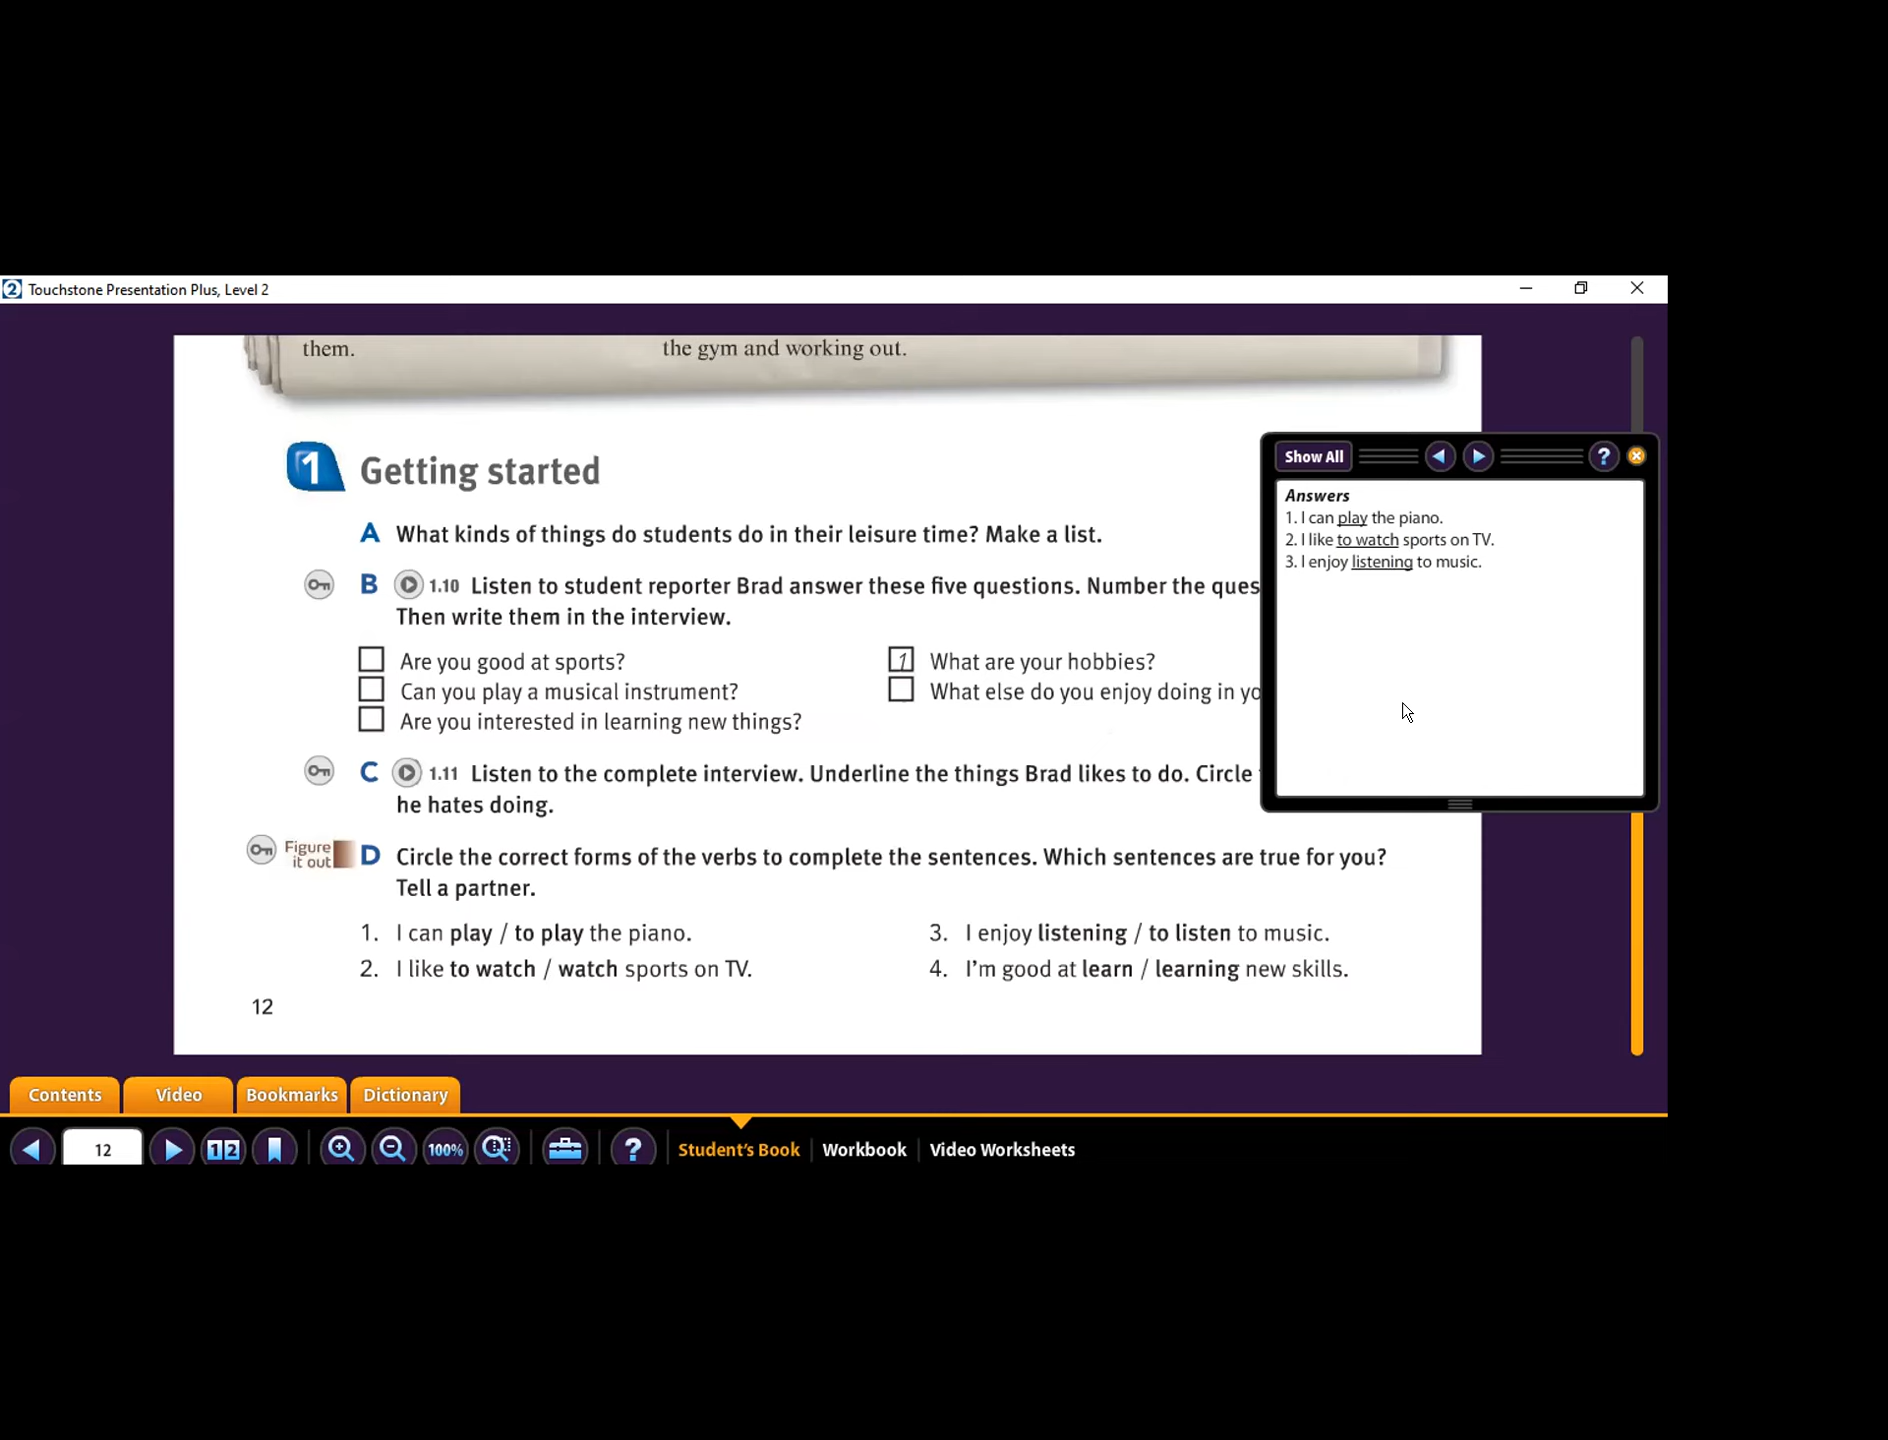 Touchstone Presentation Plus, Level 2
them.
the gym and working out.
1 Getting started
A What kinds of things do students do in their leisure time? Make a list.
B 1.10 Listen to student reporter Brad answer these five questions. Number the ques
Then write them in the interview.
Are you good at sports?
Can you play a musical instrument?
Are you interested in learning new things?
1 What are your hobbies?
What else do you enjoy doing in yo
C 1.11 Listen to the complete interview. Underline the things Brad likes to do. Circle
he hates doing.
Figure
it out
D Circle the correct forms of the verbs to complete the sentences. Which sentences are true for you?
Tell a partner.
1. I can play / to play the piano.
2. I like to watch / watch sports on TV.
3. I enjoy listening / to listen to music.
4. I'm good at learn / learning new skills.
12
Show All
?
Answers
1. I can play the piano.
2. I like to watch sports on TV.
3. I enjoy listening to music.
Contents Video Bookmarks Dictionary
12 12 100% ? Student's Book Workbook Video Worksheets